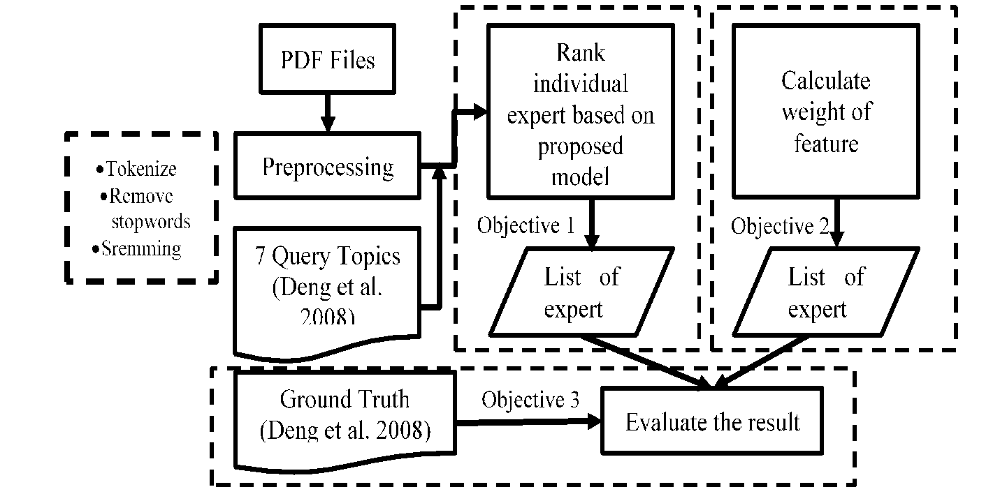 PDF Files
Preprocessing
•Tokenize
•Remove
stopwords
•Sremming
7 Query Topics
(Deng et al.
2008)
Rank
individual
expert based on
proposed
model
Objective 1
List of
expert
Calculate
weight of
feature
Objective 2
List of
expert
Ground Truth
(Deng et al. 2008)
Objective 3
Evaluate the result